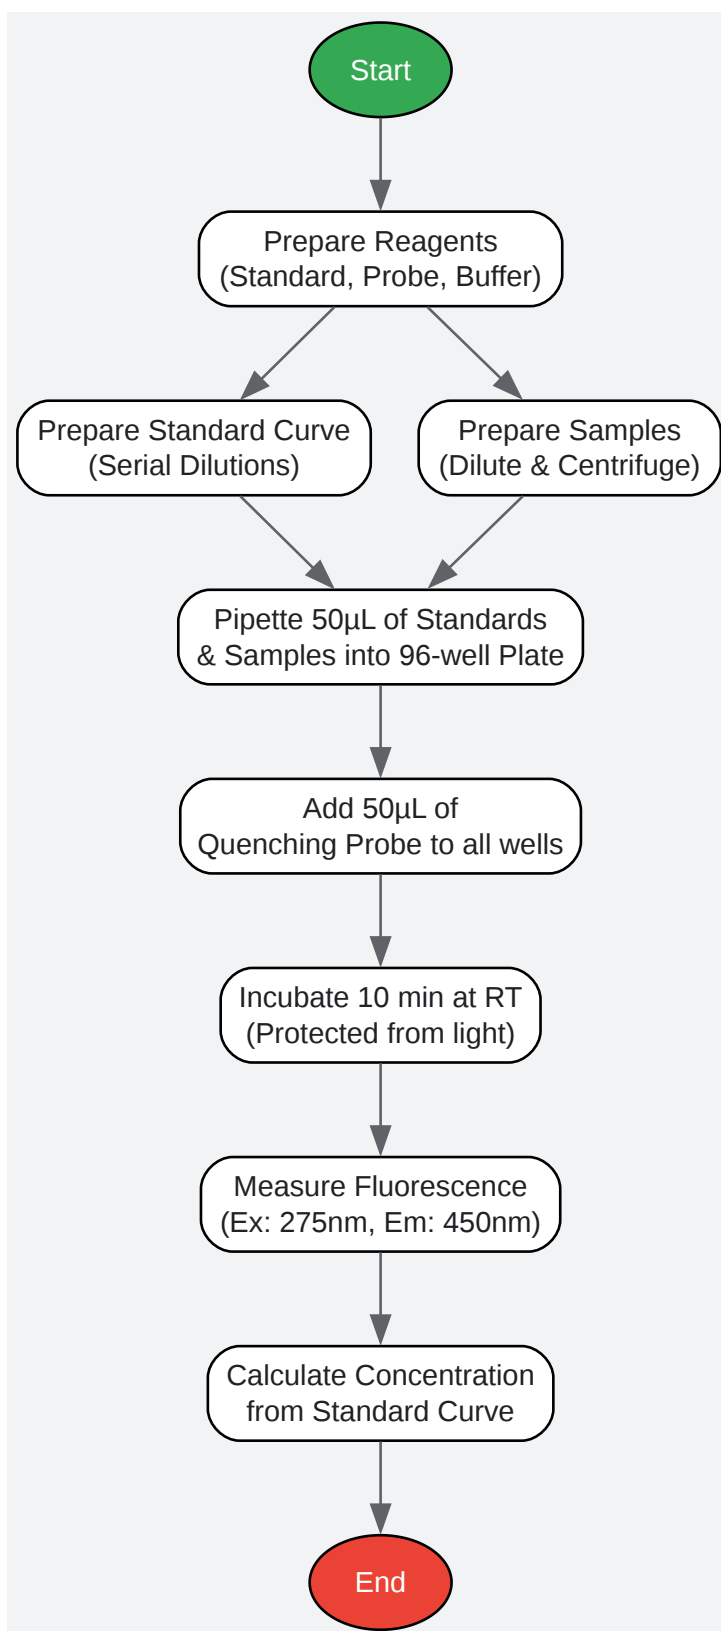 Start
Prepare Reagents
(Standard, Probe, Buffer)
Prepare Standard Curve
(Serial Dilutions)
Prepare Samples
(Dilute & Centrifuge)
Pipette 50µL of Standards
& Samples into 96-well Plate
Add 50µL of
Quenching Probe to all wells
Incubate 10 min at RT
(Protected from light)
Measure Fluorescence
(Ex: 275nm, Em: 450nm)
Calculate Concentration
from Standard Curve
End